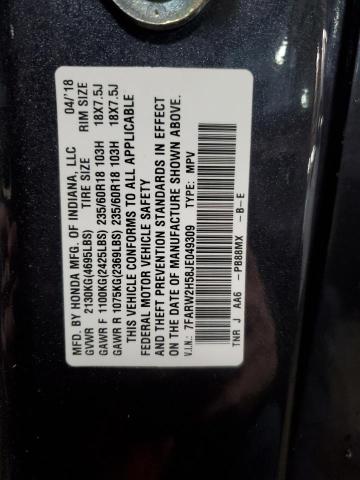 MFD. BY HONDA MFG. OF INDIANA, LLC 04/'18
GVWR 2130KG(4695LBS) TIRE SIZE RIM SIZE
GAWR F 1100KG(2425LBS) 235/60R18 103H 18X7.5J
GAWR R 1075KG(2369LBS) 235/60R18 103H 18X7.5J
THIS VEHICLE CONFORMS TO ALL APPLICABLE
FEDERAL MOTOR VEHICLE SAFETY
AND THEFT PREVENTION STANDARDS IN EFFECT
ON THE DATE OF MANUFACTURE SHOWN ABOVE.
V.I.N.: 7FARW2H58JE049309 TYPE: MPV
TNR J AA6 -PB88MX -B-E